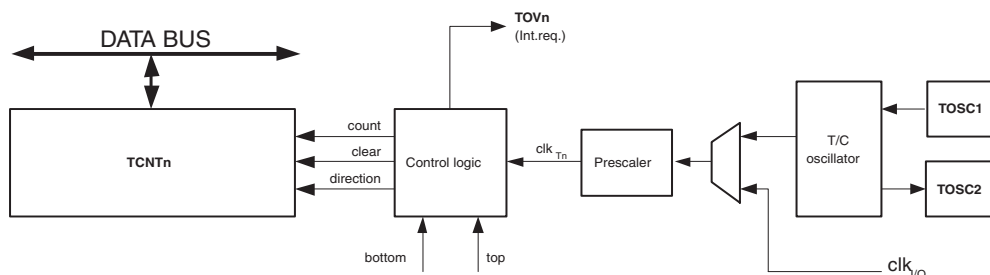 TOVn
(Int.req.)
DATA BUS
TCNTn
count
clear
direction
Control logic
clkTn
Prescaler
T/C
oscillator
TOSC1
TOSC2
bottom
top
clkI/O